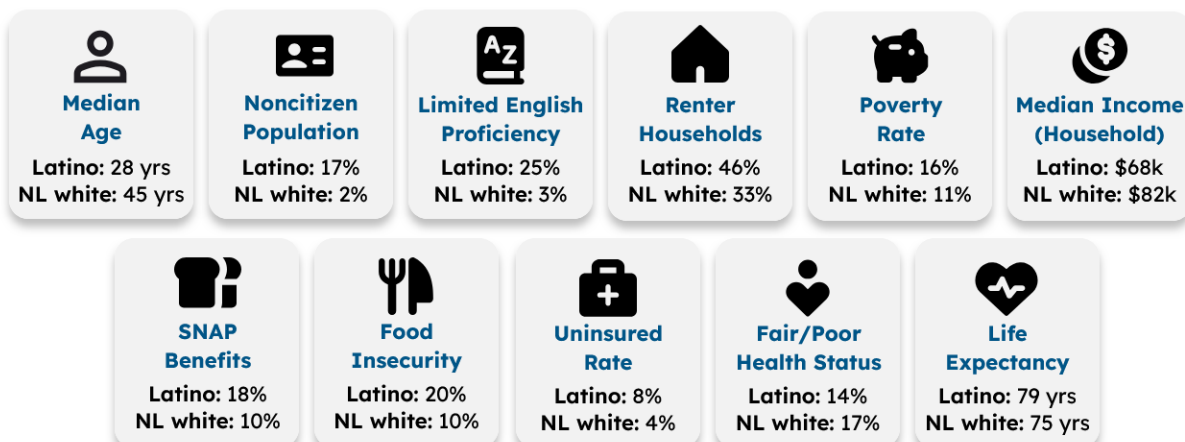 Median
Age
Latino: 28 yrs
NL white: 45 yrs
Noncitizen
Population
Latino: 17%
NL white: 2%
AZ
Limited English
Proficiency
Latino: 25%
NL white: 3%
Renter
Households
Latino: 46%
NL white: 33%
Poverty
Rate
Latino: 16%
NL white: 11%
$
Median Income
(Household)
Latino: $68k
NL white: $82k
SNAP
Benefits
Latino: 18%
NL white: 10%
Food
Insecurity
Latino: 20%
NL white: 10%
Uninsured
Rate
Latino: 8%
NL white: 4%
Fair/Poor
Health Status
Latino: 14%
NL white: 17%
Life
Expectancy
Latino: 79 yrs
NL white: 75 yrs